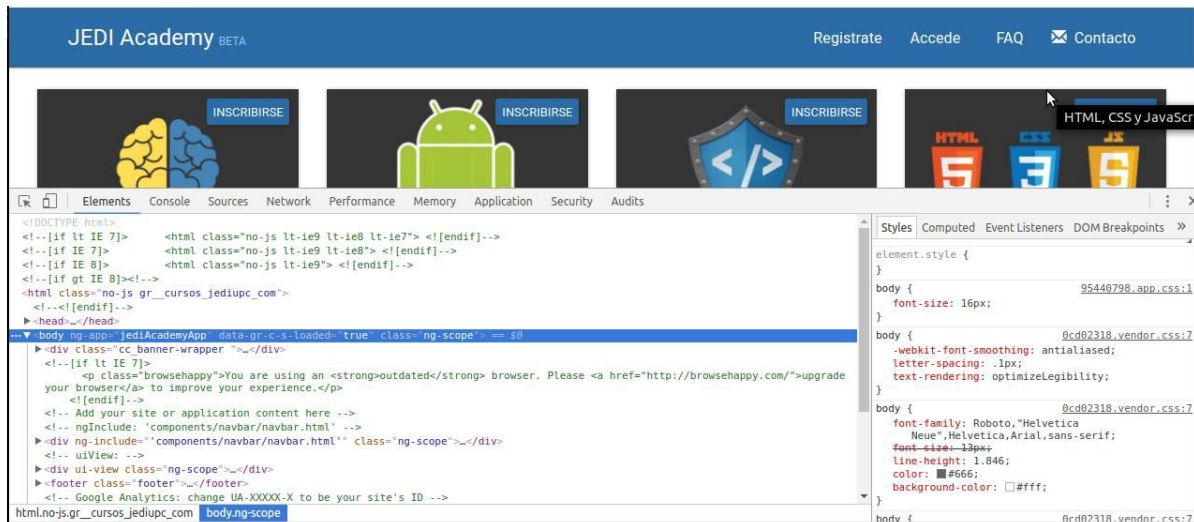 JEDI Academy BETA
Registrate Accede FAQ Contacto
INSCRIBIRSE INSCRIBIRSE INSCRIBIRSE
HTML, CSS y JavaScr
</>
HTML CSS JS
5 3 5
Elements Console Sources Network Performance Memory Application Security Audits
<!DOCTYPE html>
<!--[if lt IE 7]> <html class="no-js lt-ie9 lt-ie8 lt-ie7"> <![endif]-->
<!--[if IE 7]> <html class="no-js lt-ie9 lt-ie8"> <![endif]-->
<!--[if IE 8]> <html class="no-js lt-ie9"> <![endif]-->
<!--[if gt IE 8]><!-->
<html class="no-js gr__cursos_jediupc_com">
<!--<![endif]-->
<head>…</head>
<body ng-app="jediAcademyApp" data-gr-c-s-loaded="true" class="ng-scope"> == $0
<div class="cc_banner-wrapper ">…</div>
<!--[if lt IE 7]>
<p class="browsehappy">You are using an <strong>outdated</strong> browser. Please <a href="http://browsehappy.com/">upgrade
your browser</a> to improve your experience.</p>
<![endif]-->
<!-- Add your site or application content here -->
<!-- ngInclude: 'components/navbar/navbar.html' -->
<div ng-include="'components/navbar/navbar.html'" class="ng-scope">…</div>
<!-- uiView: -->
<div ui-view class="ng-scope">…</div>
<footer class="footer">…</footer>
<!-- Google Analytics: change UA-XXXXX-X to be your site's ID -->
html.no-js.gr__cursos_jediupc_com body.ng-scope
Styles Computed Event Listeners DOM Breakpoints »
element.style {
}
body { 95440798.app.css:1
font-size: 16px;
}
body { 0cd02318.vendor.css:7
-webkit-font-smoothing: antialiased;
letter-spacing: .1px;
text-rendering: optimizeLegibility;
}
body { 0cd02318.vendor.css:7
font-family: Roboto,"Helvetica
Neue",Helvetica,Arial,sans-serif;
font-size: 13px;
line-height: 1.846;
color: #666;
background-color: #fff;
}
body { 0cd02318.vendor.css:7